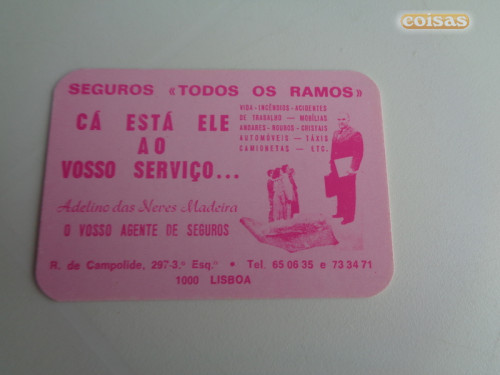 coisas
SEGUROS «TODOS OS RAMOS»
CÁ ESTÁ ELE
AO
VOSSO SERVIÇO...
VIDA - INCÊNDIOS - ACIDENTES
DE TRABALHO — MOBÍLIAS
ANDARES - ROUBOS - CRISTAIS
AUTOMÓVEIS — TÁXIS
CAMIONETAS — ETC.
Adelino das Neves Madeira
O VOSSO AGENTE DE SEGUROS
R. de Campolide, 297-3.º Esq.º • Tel. 65 06 35 e 73 34 71
1000 LISBOA